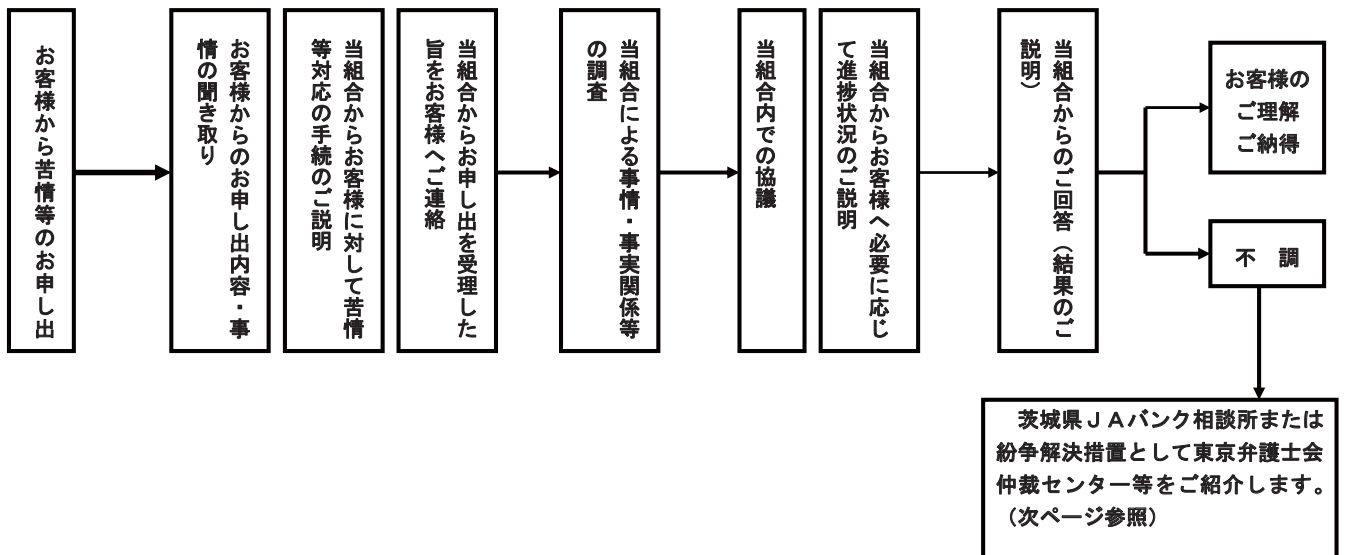 お客様から苦情等のお申し出
お客様からのお申し出内容・事
情の聞き取り
当組合からお客様に対して苦情
等対応の手続のご説明
当組合からお申し出を受理した
旨をお客様へご連絡
当組合による事情・事実関係等
の調査
当組合内での協議
当組合からお客様へ必要に応じ
て進捗状況のご説明
当組合からのご回答（結果のご
説明）
お客様の
ご理解
ご納得
不　調
　茨城県ＪＡバンク相談所または
紛争解決措置として東京弁護士会
仲裁センター等をご紹介します。
（次ページ参照）